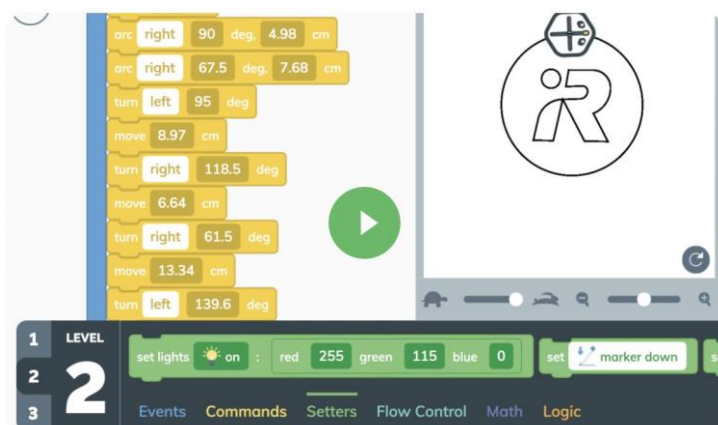 arc right 90 deg, 4.98 cm
arc right 67.5 deg, 7.68 cm
turn left 95 deg
move 8.97 cm
turn right 118.5 deg
move 6.64 cm
turn right 61.5 deg
move 13.34 cm
turn left 139.6 deg
R
1
2
3
LEVEL
2
set lights on : red 255 green 115 blue 0
set marker down
Events Commands Setters Flow Control Math Logic